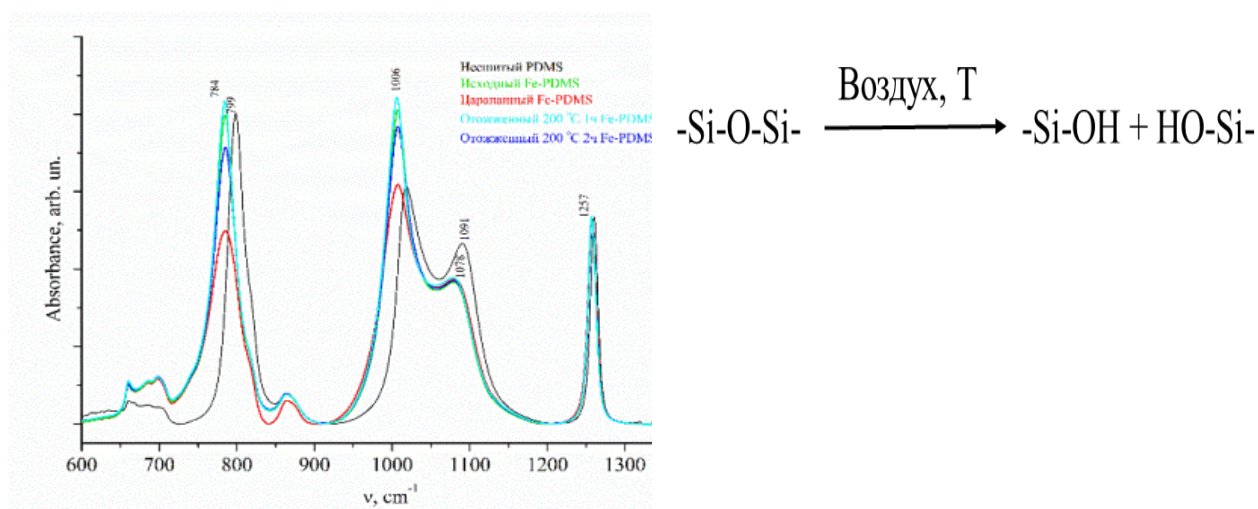 784
799
1006
1091
1076
1257
Несшитый PDMS
Исходный Fe-PDMS
Царапанный Fe-PDMS
Отожженный 200 °C 1ч Fe-PDMS
Отожженный 200 °C 2ч Fe-PDMS
Absorbance, arb. un.
600 700 800 900 1000 1100 1200 1300
ν, cm⁻¹
Воздух, Т
-Si-O-Si- -Si-OH + HO-Si-